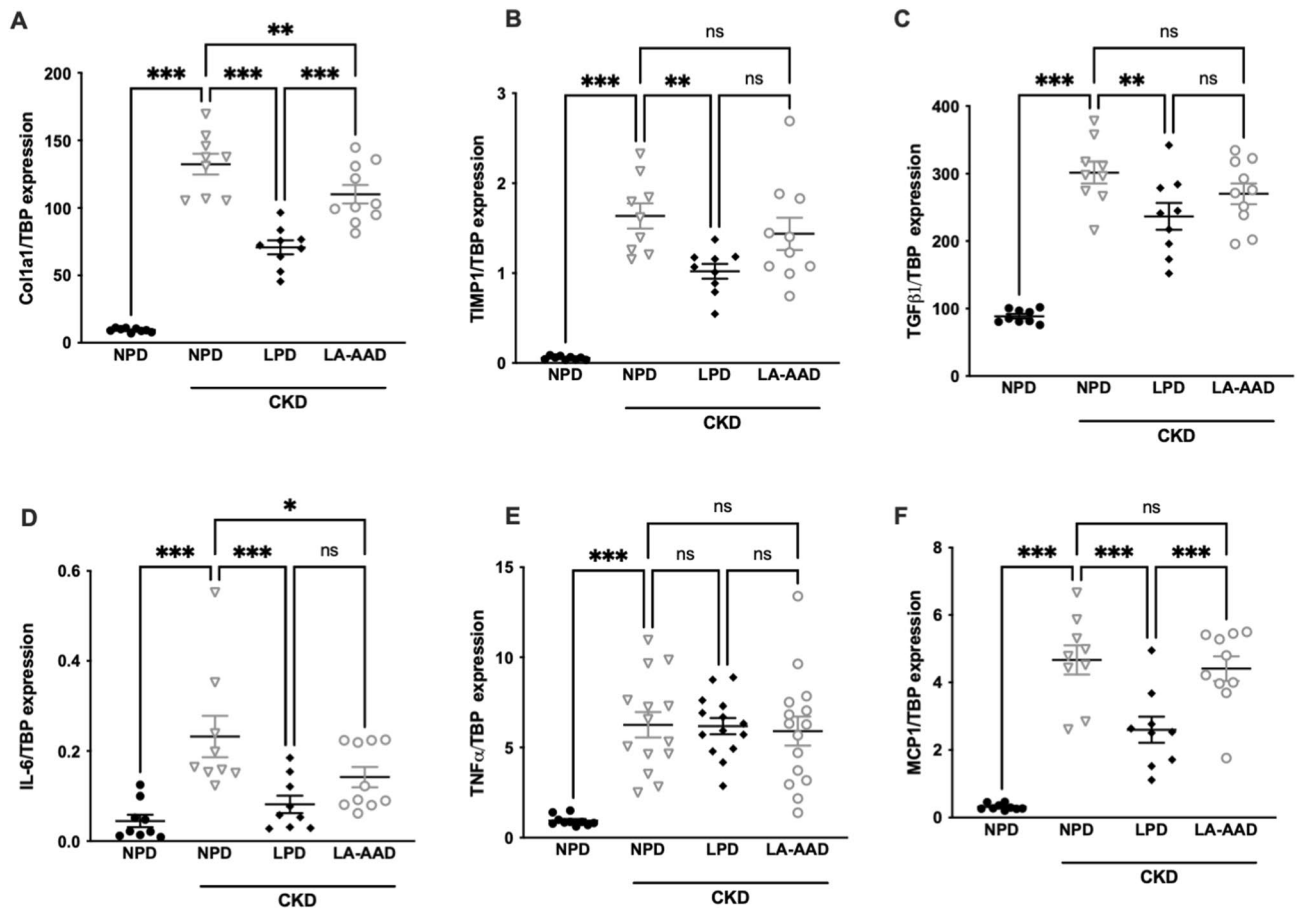 A
**
*** *** ***
200
150
100
50
0
Col1a1/TBP expression
NPD NPD LPD LA-AAD
CKD
B
ns
*** ** ns
3
2
1
0
TIMP1/TBP expression
NPD NPD LPD LA-AAD
CKD
C
ns
*** ** ns
400
300
200
100
0
TGFβ1/TBP expression
NPD NPD LPD LA-AAD
CKD
D
*
*** *** ns
0.6
0.4
0.2
0.0
IL-6/TBP expression
NPD NPD LPD LA-AAD
CKD
E
ns
*** ns ns
15
10
5
0
TNFα/TBP expression
NPD NPD LPD LA-AAD
CKD
F
ns
*** *** ***
8
6
4
2
0
MCP1/TBP expression
NPD NPD LPD LA-AAD
CKD